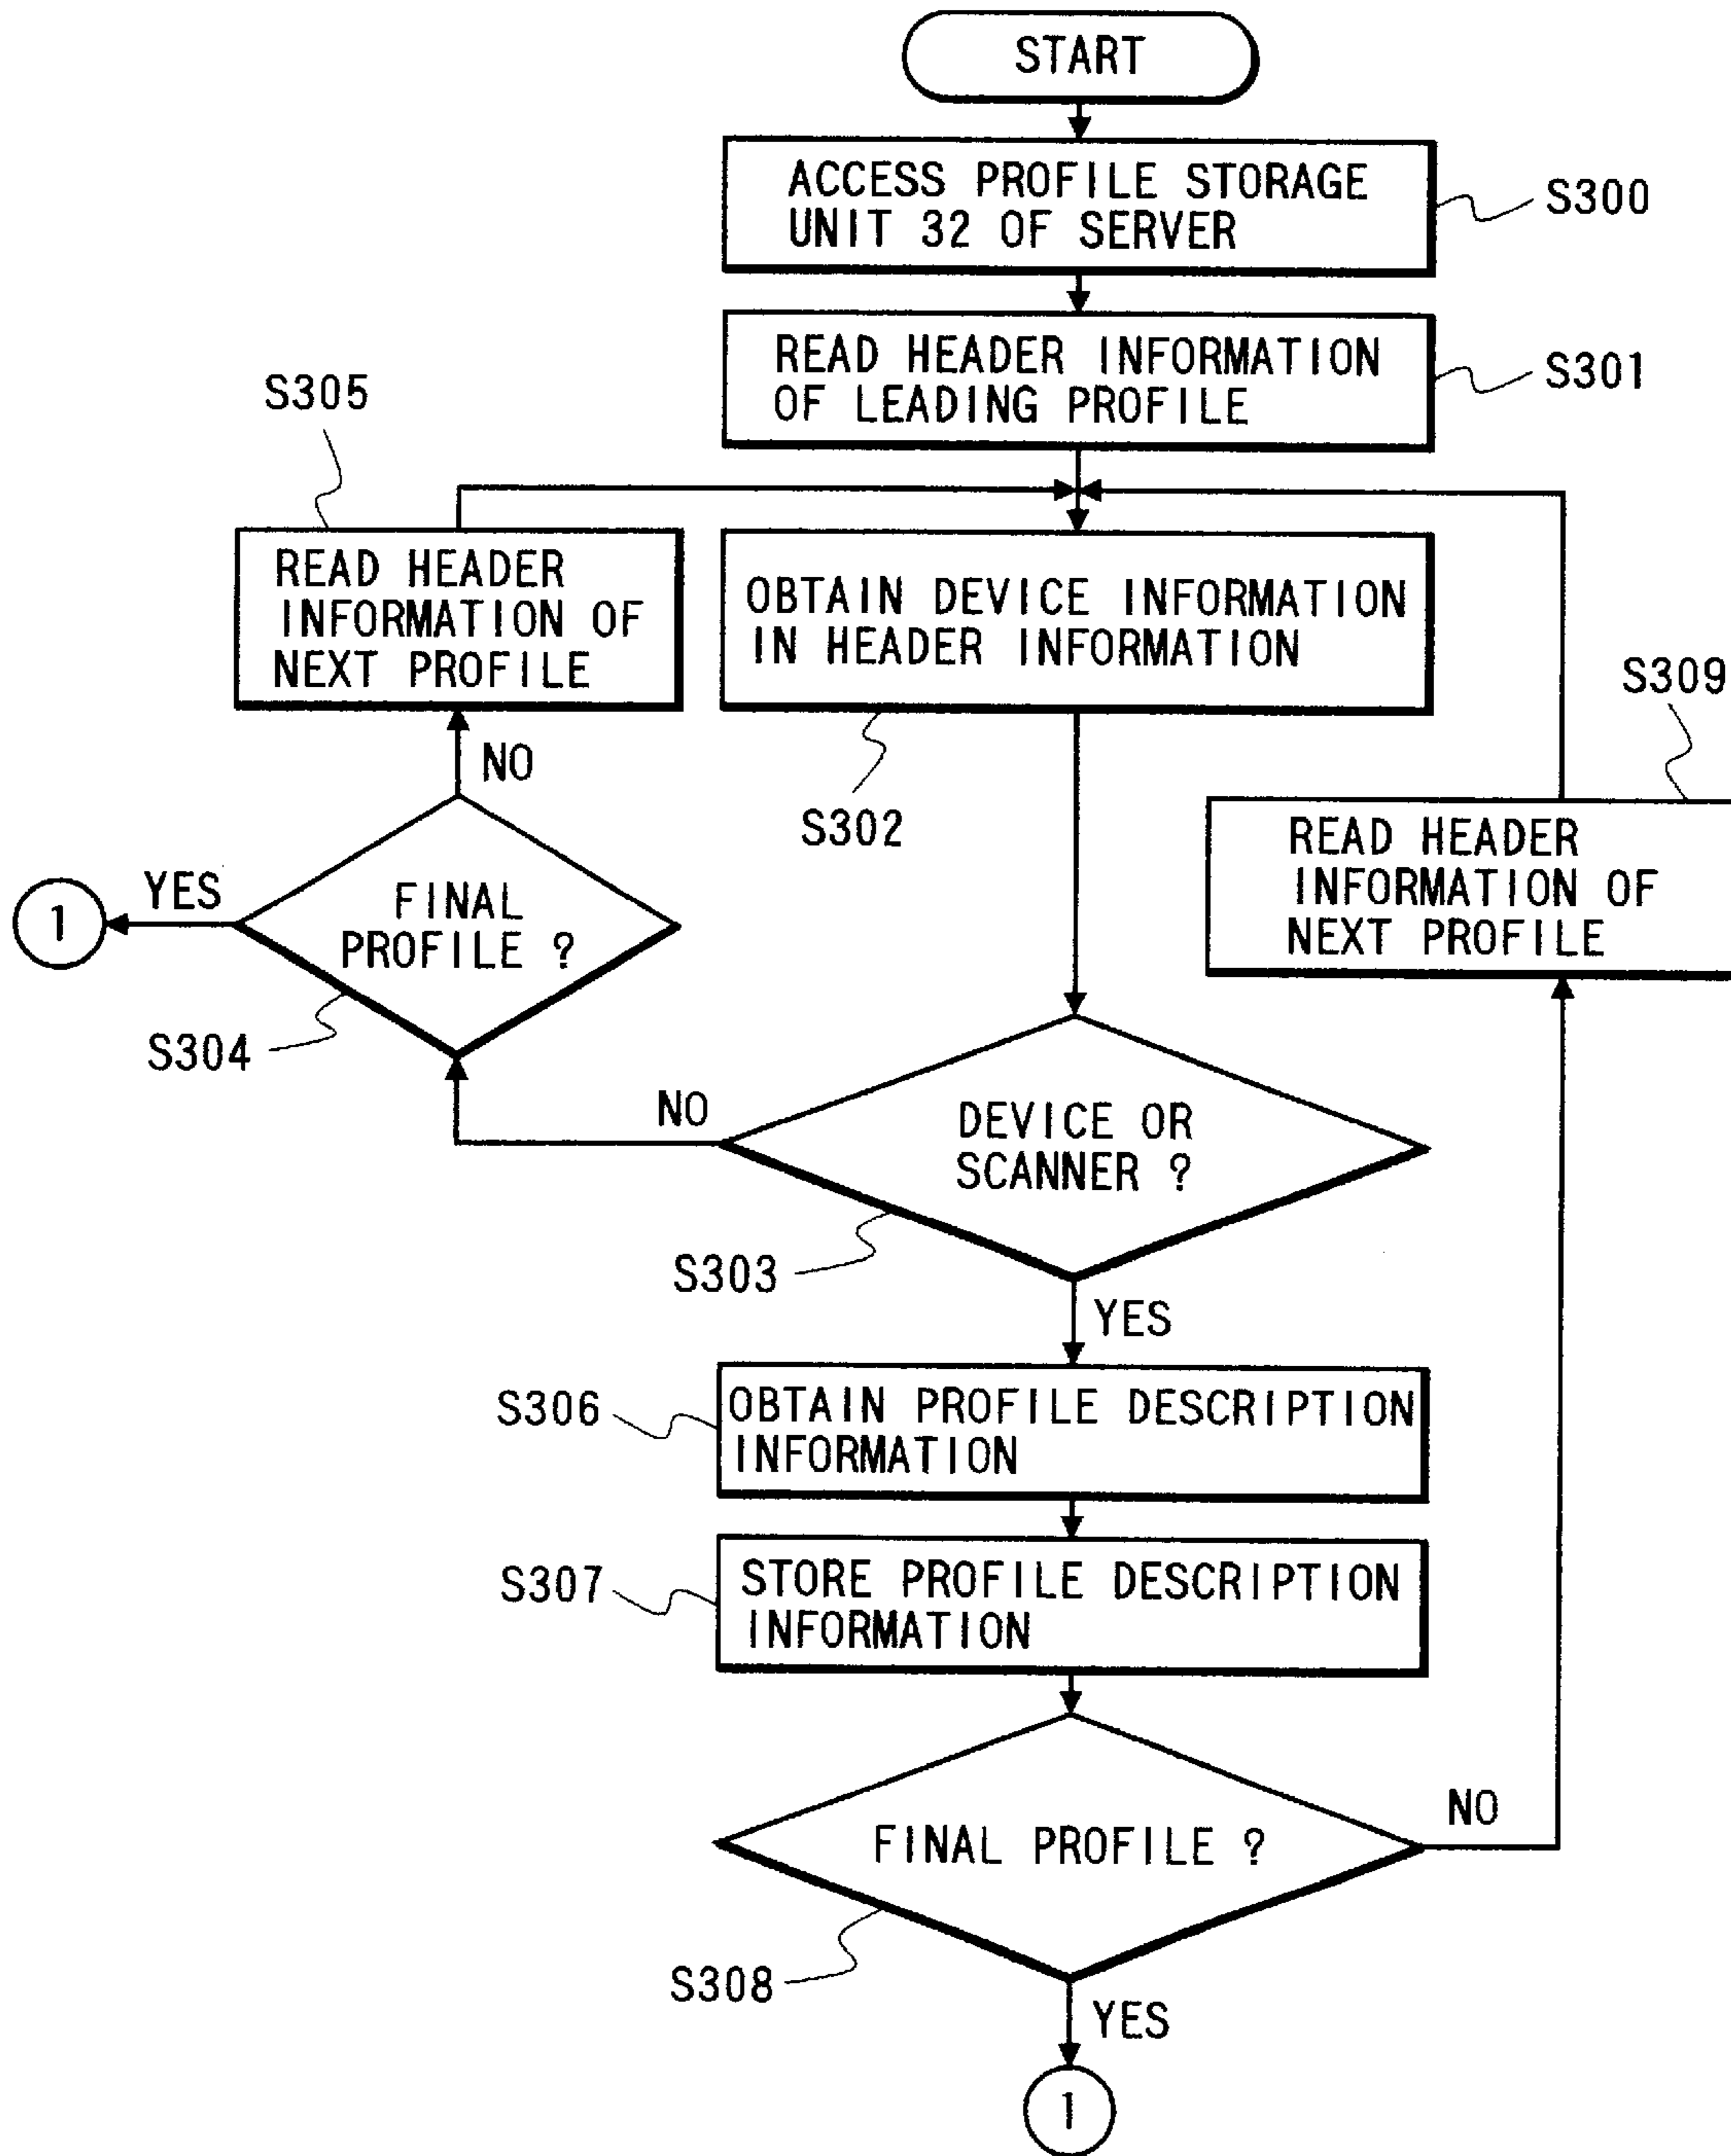 START
ACCESS PROFILE STORAGE
UNIT 32 OF SERVER
S300
READ HEADER INFORMATION
OF LEADING PROFILE
S301
S305
READ HEADER
INFORMATION OF
NEXT PROFILE
OBTAIN DEVICE INFORMATION
IN HEADER INFORMATION
S302
S309
READ HEADER
INFORMATION OF
NEXT PROFILE
NO
YES
1
FINAL
PROFILE ?
S304
NO
DEVICE OR
SCANNER ?
S303
YES
S306
OBTAIN PROFILE DESCRIPTION
INFORMATION
S307
STORE PROFILE DESCRIPTION
INFORMATION
FINAL PROFILE ?
NO
S308
YES
1